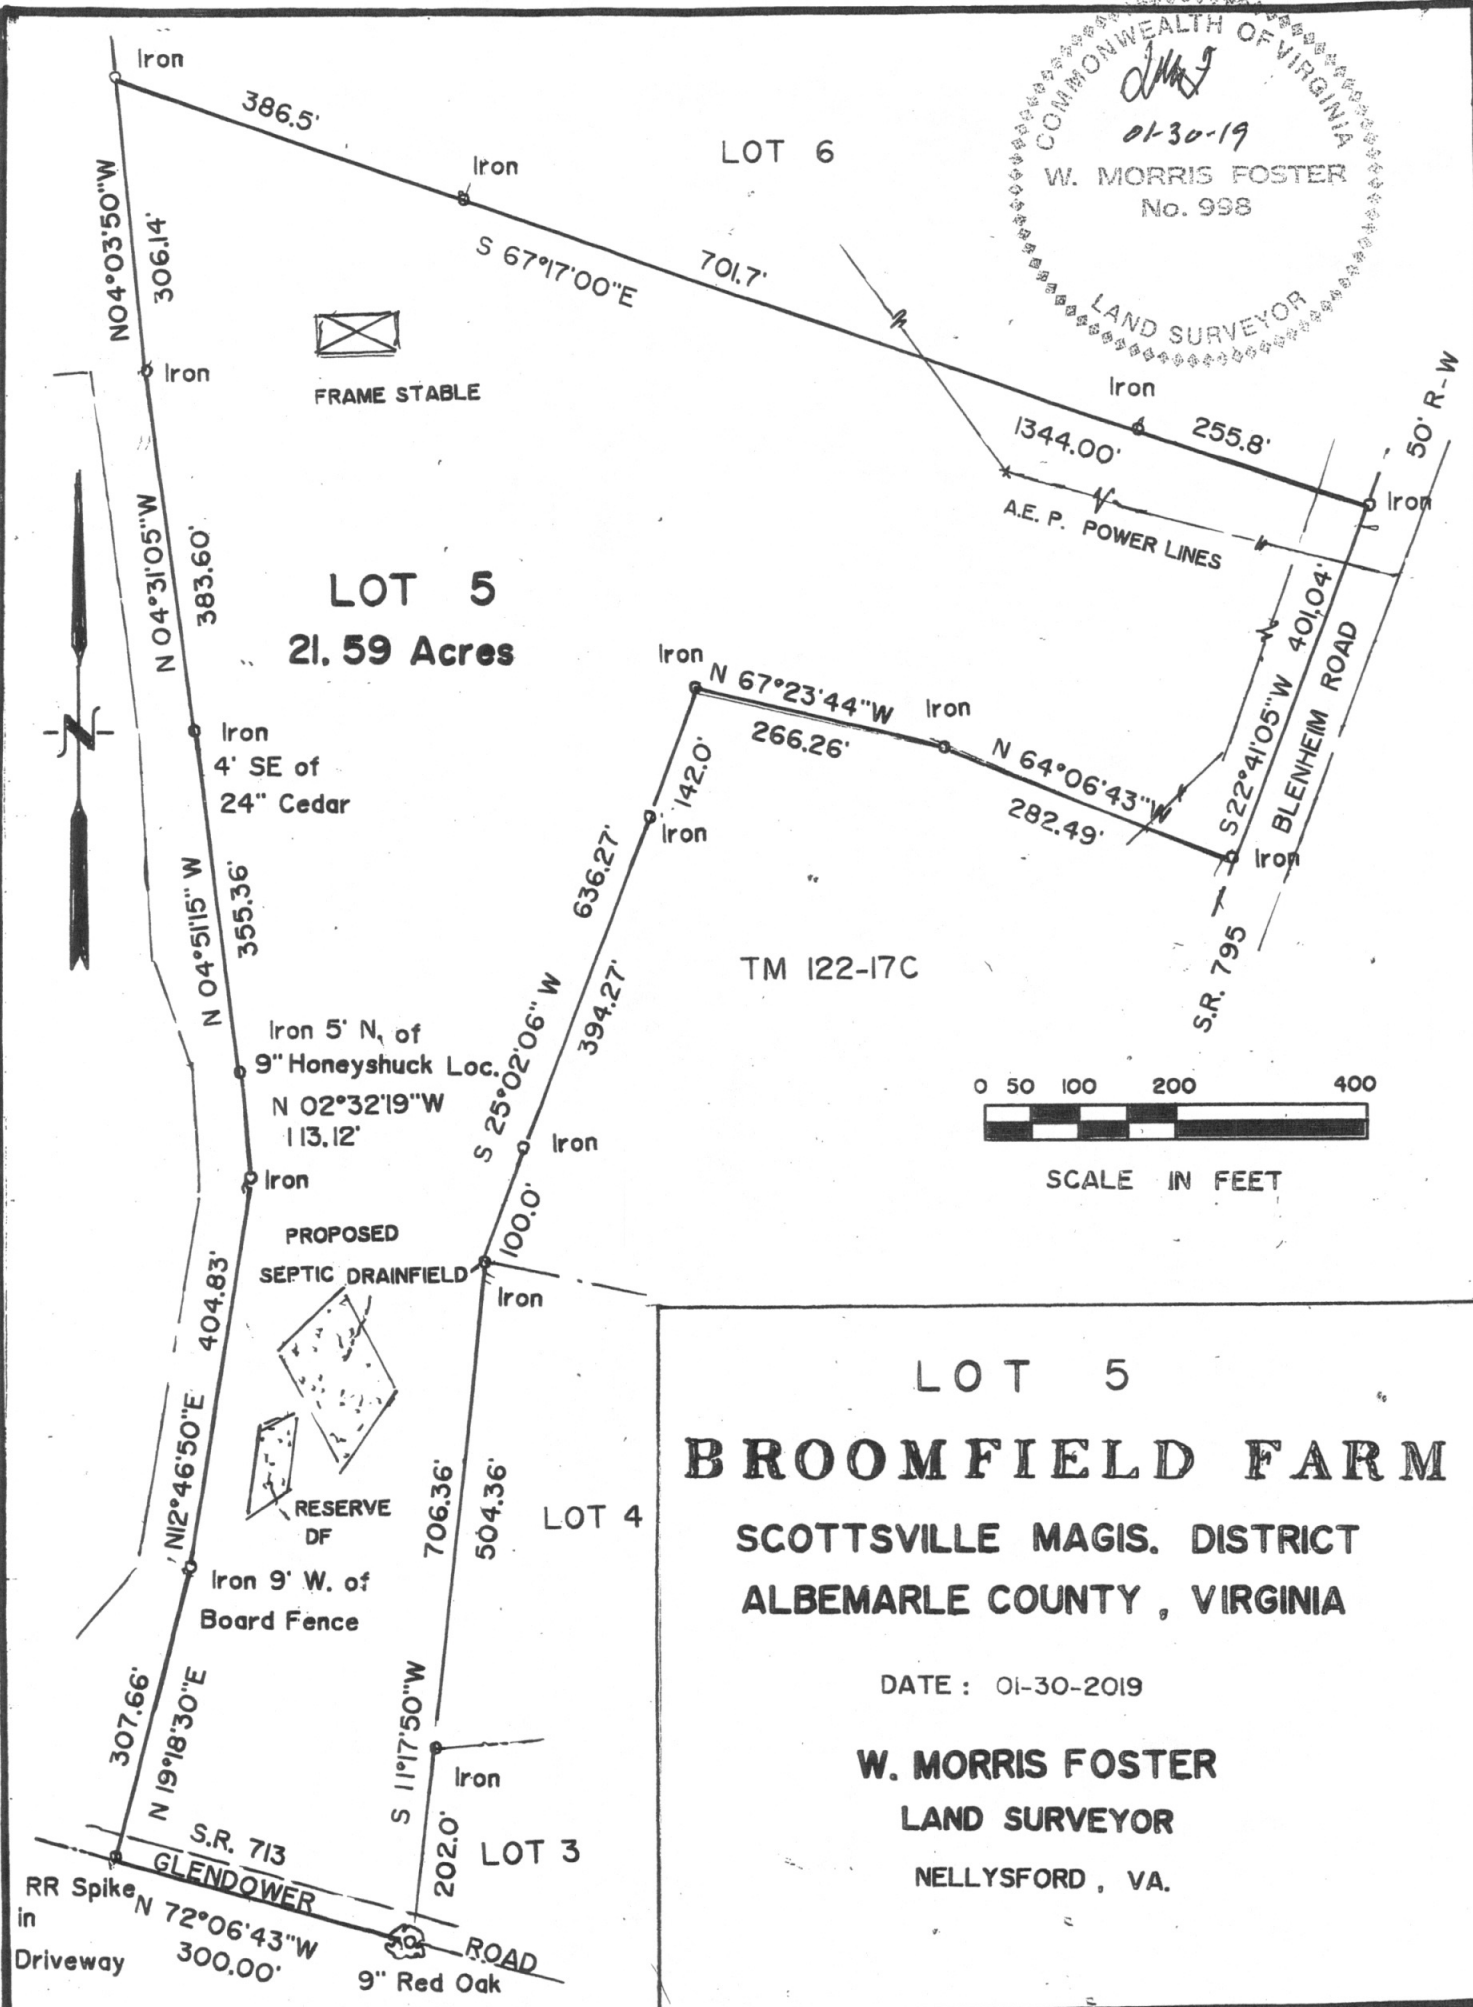 COMMONWEALTH OF VIRGINIA
01-30-19
W. MORRIS FOSTER
No. 998
LAND SURVEYOR
Iron
386.5'
Iron
LOT 6
S 67°17'00"E
701.7'
N04°03'50"W
306.14'
Iron
FRAME STABLE
Iron
1344.00'
255.8'
50' R-W
Iron
A.E.P. POWER LINES
N 04°31'05"W
383.60'
LOT 5
21.59 Acres
Iron
N 67°23'44"W
266.26'
Iron
N 64°06'43"W
282.49'
S22°41'05"W 401.04'
BLENHEIM ROAD
Iron
S.R. 795
Iron
4' SE of
24" Cedar
142.0'
Iron
636.27'
394.27'
S 25°02'06" W
TM 122-17C
N 04°51'15" W
355.36'
Iron 5' N. of
9" Honeyshuck Loc.
N 02°32'19"W
113.12'
Iron
Iron
100.0'
0 50 100 200 400
SCALE IN FEET
PROPOSED
SEPTIC DRAINFIELD
Iron
404.83'
N12°46'50"E
RESERVE
DF
706.36'
504.36'
LOT 4
Iron 9' W. of
Board Fence
307.66'
N 19°18'30"E
S 11°17'50"W
Iron
202.0'
LOT 3
S.R. 713
GLENDOWER
ROAD
RR Spike
in
Driveway
N 72°06'43"W
300.00'
9" Red Oak
N
LOT 5
BROOMFIELD FARM
SCOTTSVILLE MAGIS. DISTRICT
ALBEMARLE COUNTY, VIRGINIA
DATE: 01-30-2019
W. MORRIS FOSTER
LAND SURVEYOR
NELLYSFORD, VA.